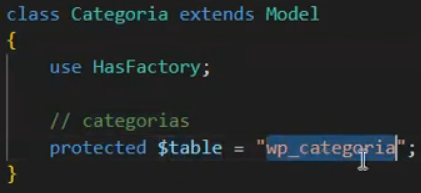 class Categoria extends Model
{
use HasFactory;
// categorias
protected $table = "wp_categoria";
}